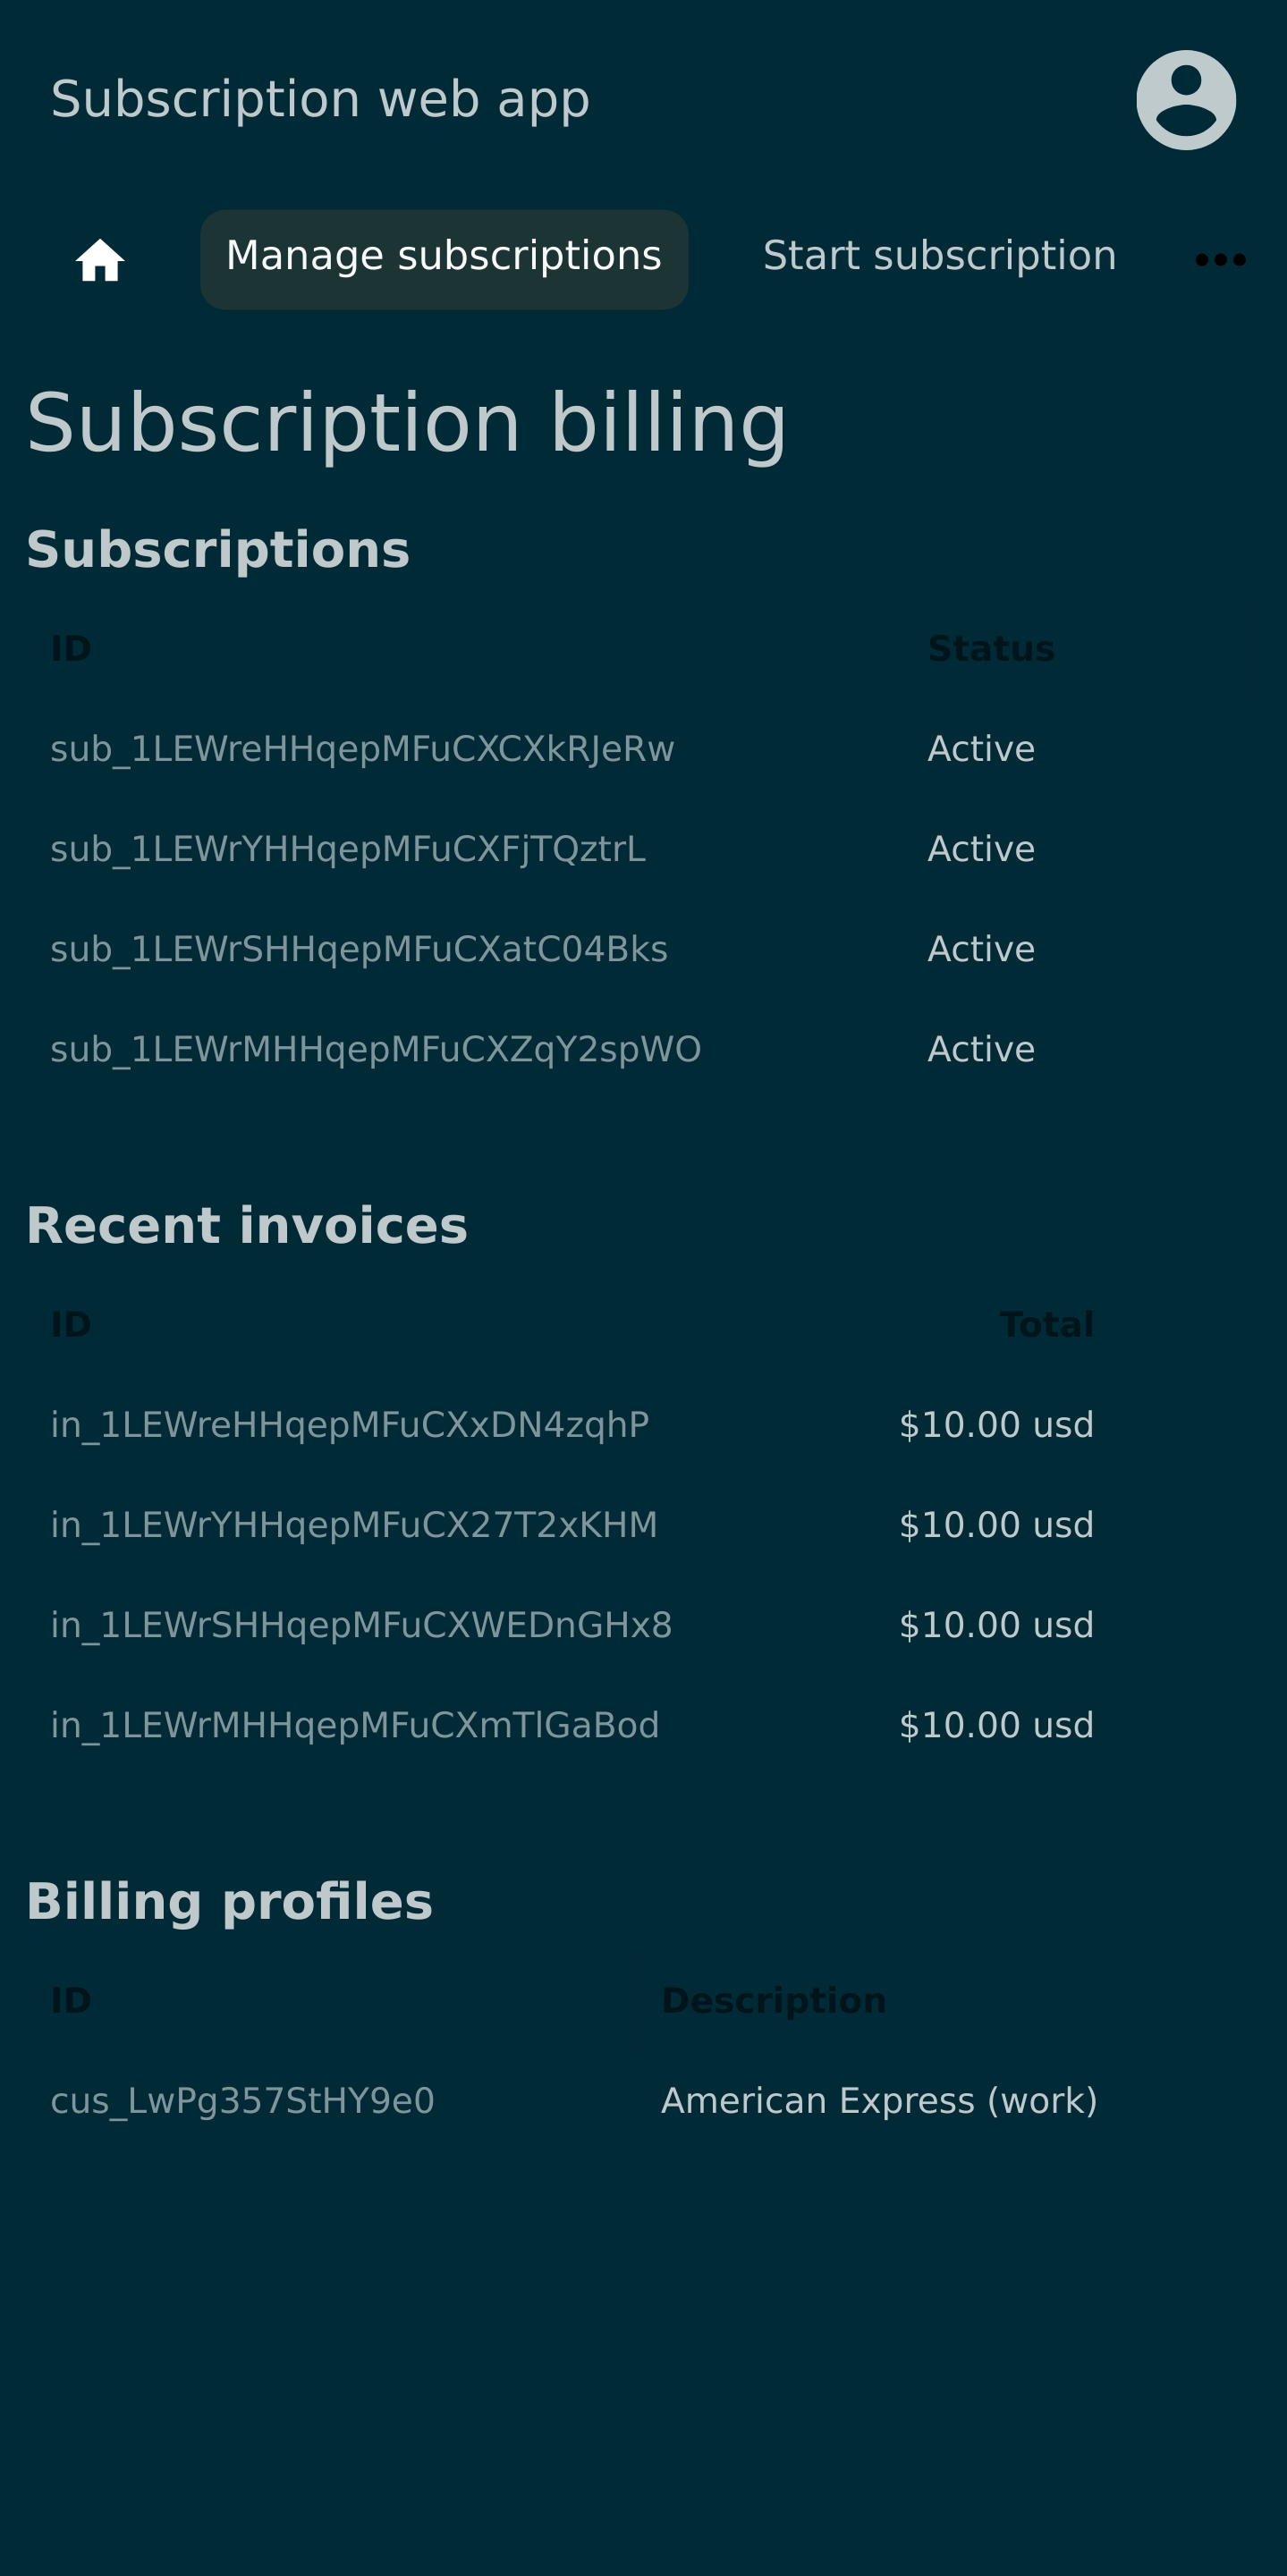 Subscription web app
Manage subscriptions Start subscription
Subscription billing
Subscriptions
ID Status
sub_1LEWreHHqepMFuCXCXkRJeRw Active
sub_1LEWrYHHqepMFuCXFjTQztrL Active
sub_1LEWrSHHqepMFuCXatC04Bks Active
sub_1LEWrMHHqepMFuCXZqY2spWO Active
Recent invoices
ID Total
in_1LEWreHHqepMFuCXxDN4zqhP $10.00 usd
in_1LEWrYHHqepMFuCX27T2xKHM $10.00 usd
in_1LEWrSHHqepMFuCXWEDnGHx8 $10.00 usd
in_1LEWrMHHqepMFuCXmTlGaBod $10.00 usd
Billing profiles
ID Description
cus_LwPg357StHY9e0 American Express (work)